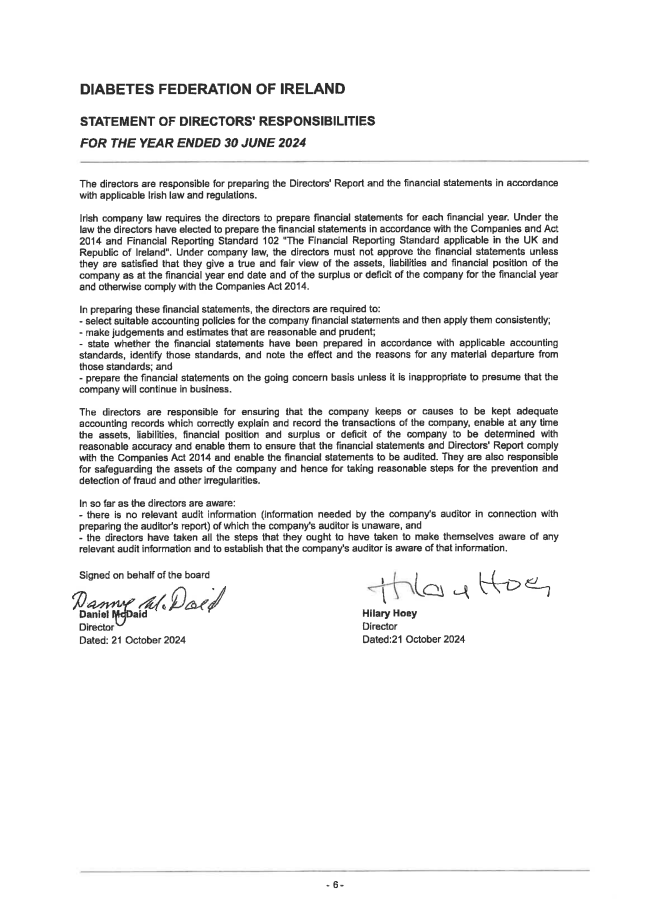 DIABETES FEDERATION OF IRELAND
STATEMENT OF DIRECTORS' RESPONSIBILITIES
FOR THE YEAR ENDED 30 JUNE 2024
The directors are responsible for preparing the Directors' Report and the financial statements in accordance
with applicable Irish law and regulations.
Irish company law requires the directors to prepare financial statements for each financial year. Under the
law the directors have elected to prepare the financial statements in accordance with the Companies and Act
2014 and Financial Reporting Standard 102 "The Financial Reporting Standard applicable in the UK and
Republic of Ireland". Under company law, the directors must not approve the financial statements unless
they are satisfied that they give a true and fair view of the assets, liabilities and financial position of the
company as at the financial year end date and of the surplus or deficit of the company for the financial year
and otherwise comply with the Companies Act 2014.
In preparing these financial statements, the directors are required to:
- select suitable accounting policies for the company financial statements and then apply them consistently;
- make judgements and estimates that are reasonable and prudent;
- state whether the financial statements have been prepared in accordance with applicable accounting
standards, identify those standards, and note the effect and the reasons for any material departure from
those standards; and
- prepare the financial statements on the going concern basis unless it is inappropriate to presume that the
company will continue in business.
The directors are responsible for ensuring that the company keeps or causes to be kept adequate
accounting records which correctly explain and record the transactions of the company, enable at any time
the assets, liabilities, financial position and surplus or deficit of the company to be determined with
reasonable accuracy and enable them to ensure that the financial statements and Directors' Report comply
with the Companies Act 2014 and enable the financial statements to be audited. They are also responsible
for safeguarding the assets of the company and hence for taking reasonable steps for the prevention and
detection of fraud and other irregularities.
In so far as the directors are aware:
- there is no relevant audit information (information needed by the company's auditor in connection with
preparing the auditor's report) of which the company's auditor is unaware, and
- the directors have taken all the steps that they ought to have taken to make themselves aware of any
relevant audit information and to establish that the company's auditor is aware of that information.
Signed on behalf of the board
Danny McDaid
Daniel McDaid
Director
Dated: 21 October 2024
Hilary Hoey
Hilary Hoey
Director
Dated:21 October 2024
- 6 -